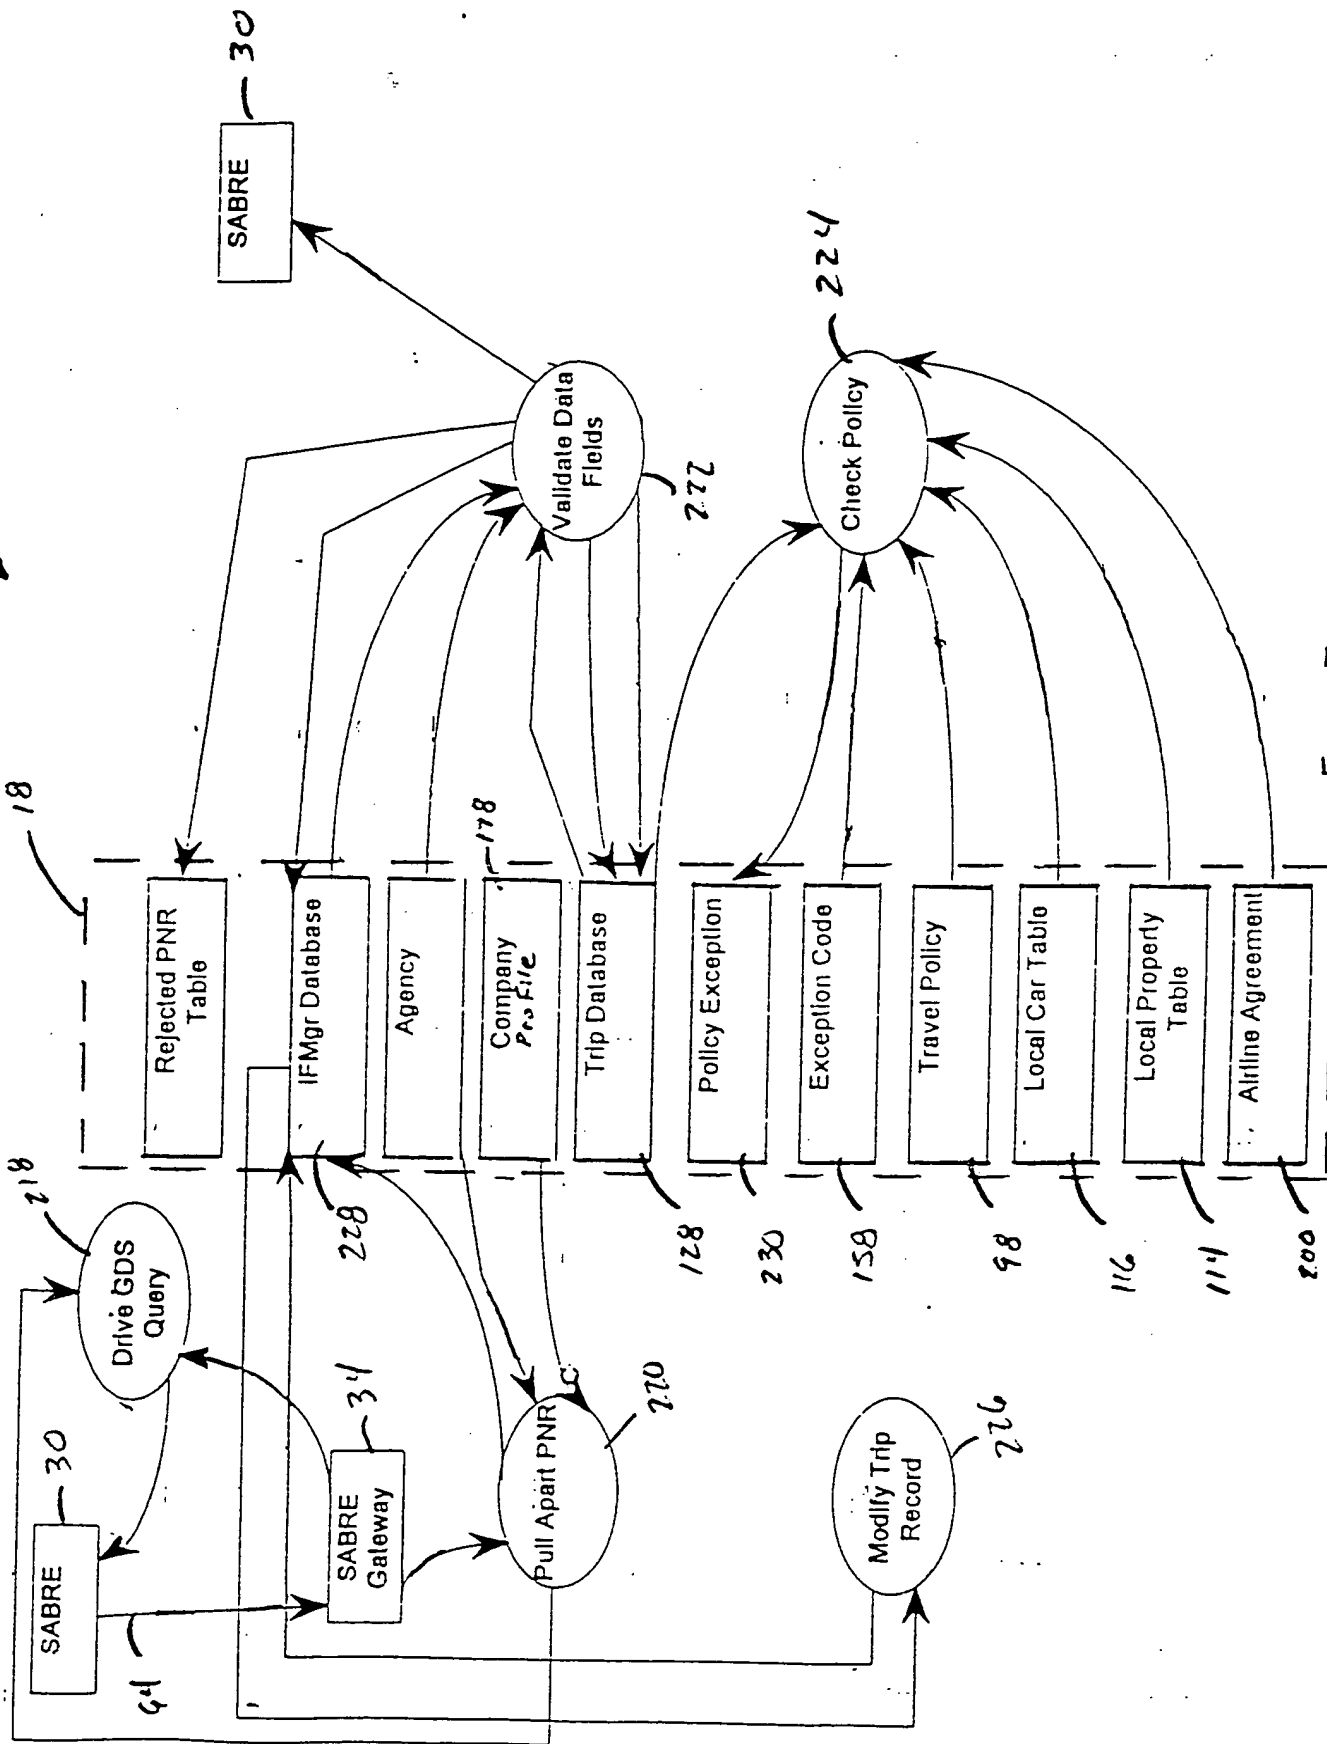 SABRE
30
64
218
Drive GDS
Query
SABRE
Gateway
34
Pull Apart PNR
C
220
Modify Trip
Record
226
18
Rejected PNR
Table
IFMgr Database
228
Agency
Company
Profile
178
Trip Database
128
Policy Exception
230
Exception Code
158
Travel Policy
98
Local Car Table
116
Local Property
Table
114
Airline Agreement
200
Validate Data
Fields
222
Check Policy
224
SABRE
30